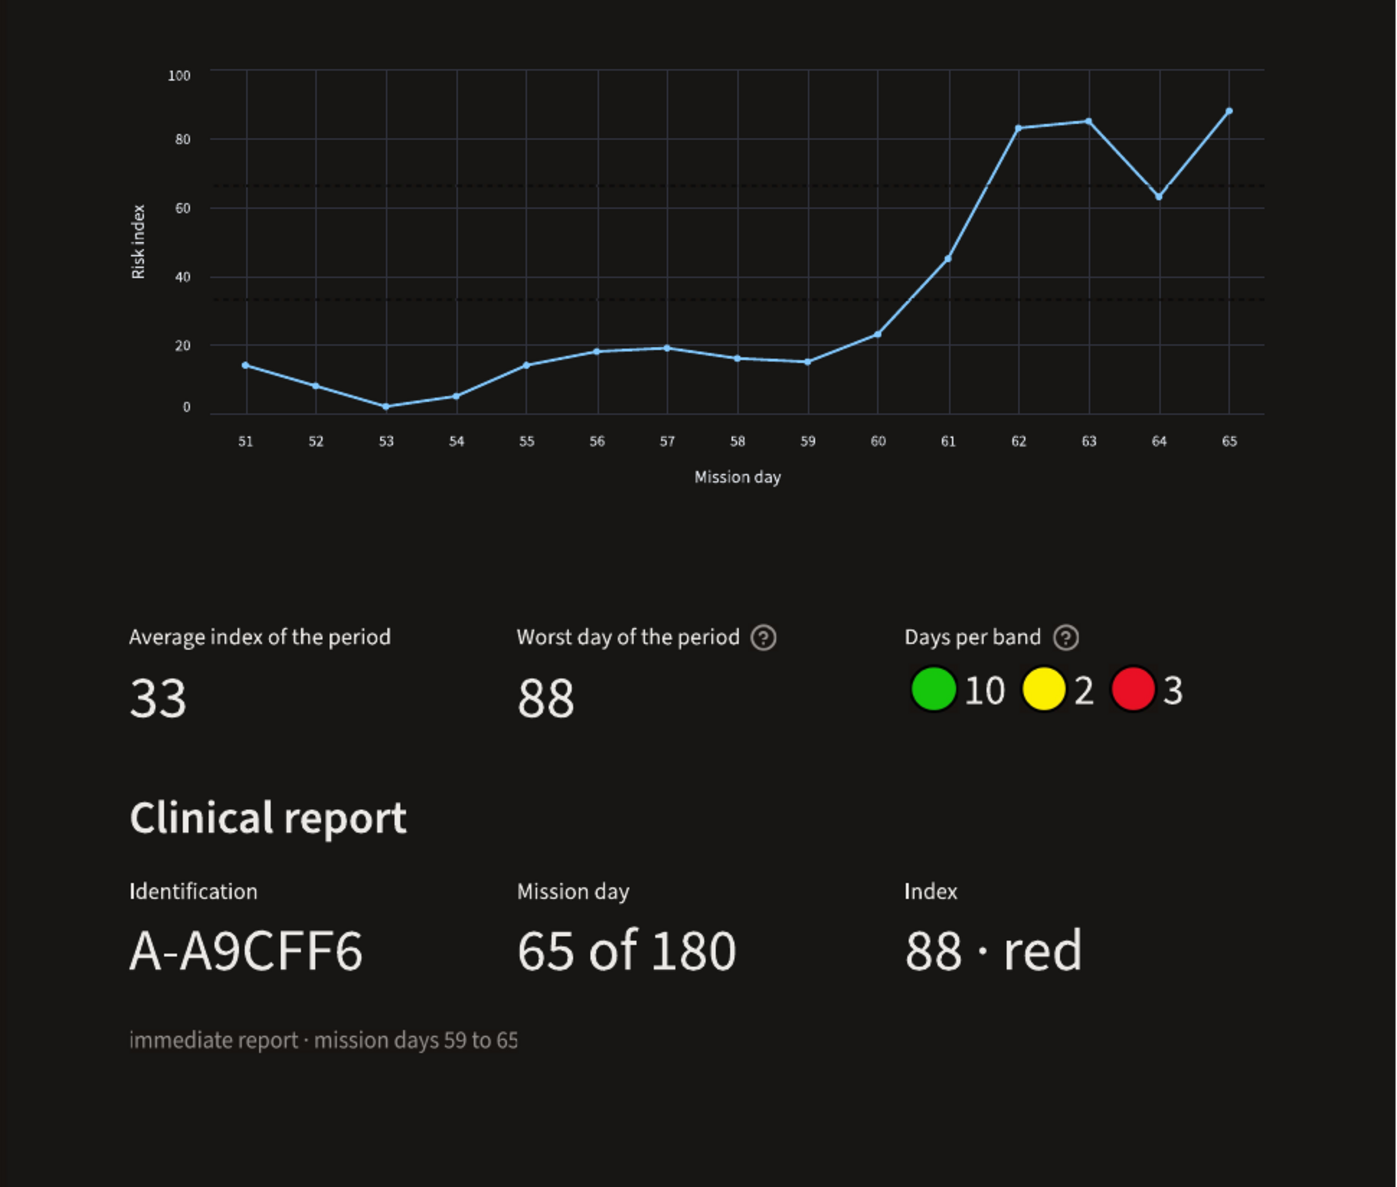 100
80
60
40
20
0
Risk index
51 52 53 54 55 56 57 58 59 60 61 62 63 64 65
Mission day
Average index of the period
33
Worst day of the period ?
88
Days per band ?
10 2 3
Clinical report
Identification
A-A9CFF6
Mission day
65 of 180
Index
88 · red
immediate report · mission days 59 to 65